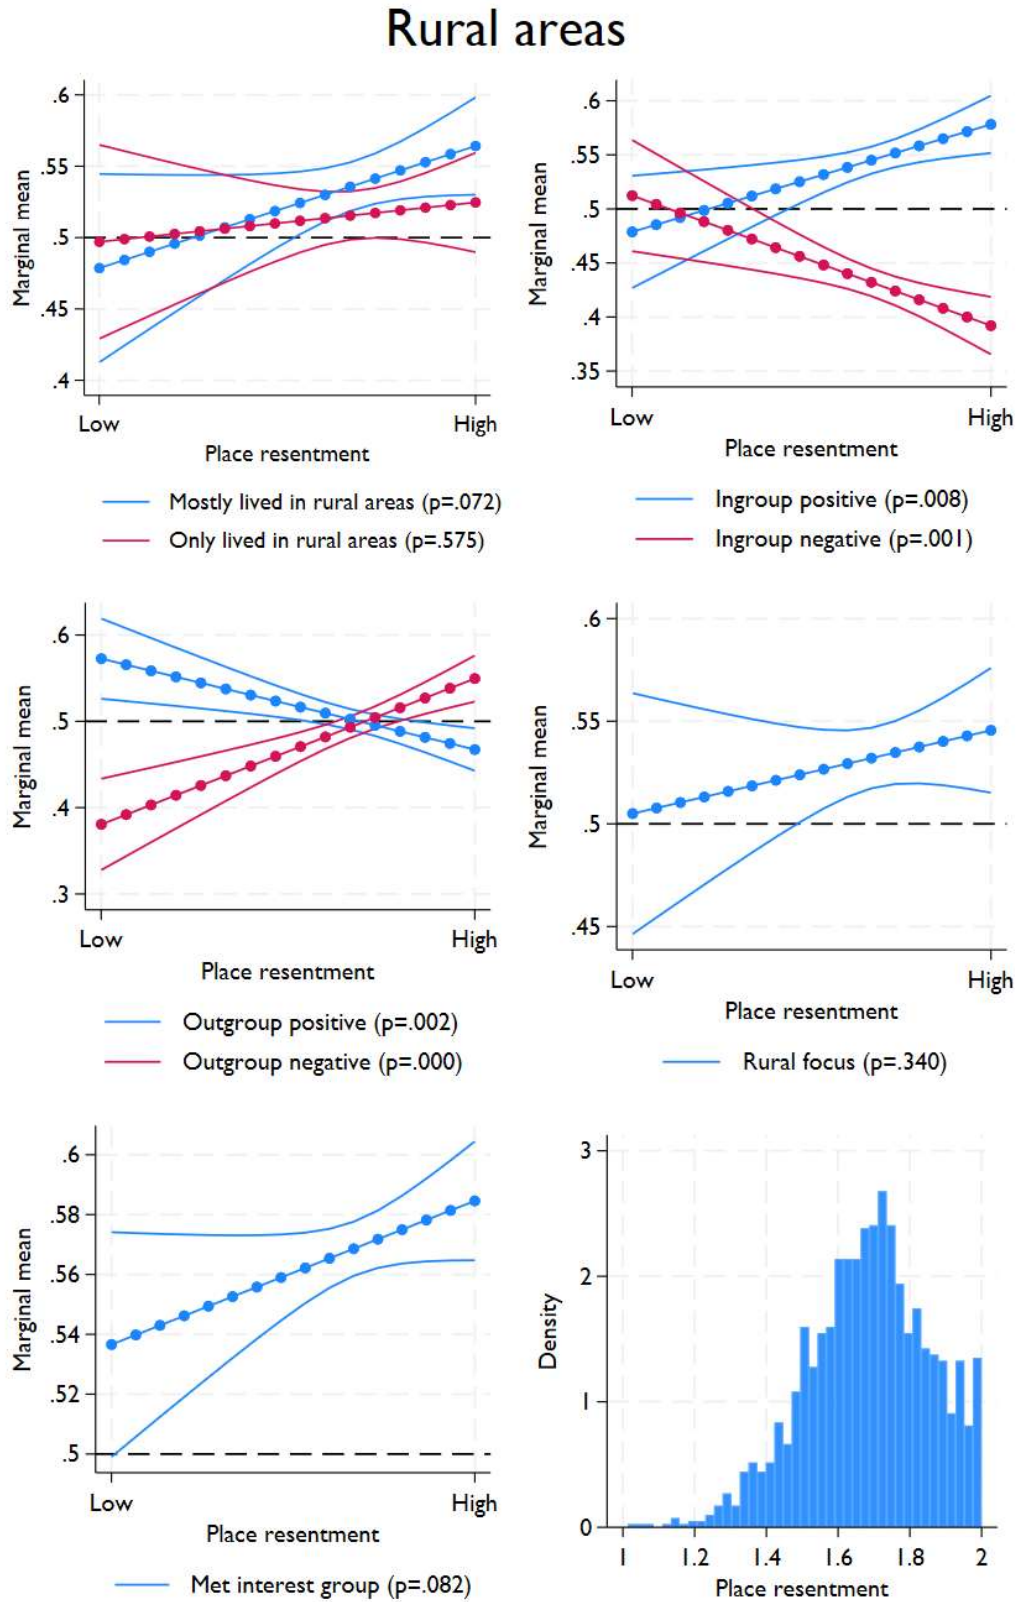 Rural areas
Marginal mean
.6
.55
.5
.45
.4
Low
High
Place resentment
Mostly lived in rural areas (p=.072)
Only lived in rural areas (p=.575)
Marginal mean
.6
.55
.5
.45
.4
.35
Low
High
Place resentment
Ingroup positive (p=.008)
Ingroup negative (p=.001)
Marginal mean
.6
.5
.4
.3
Low
High
Place resentment
Outgroup positive (p=.002)
Outgroup negative (p=.000)
Marginal mean
.6
.55
.5
.45
Low
High
Place resentment
Rural focus (p=.340)
Marginal mean
.6
.58
.56
.54
.52
.5
Low
High
Place resentment
Met interest group (p=.082)
Density
3
2
1
0
1 1.2 1.4 1.6 1.8 2
Place resentment